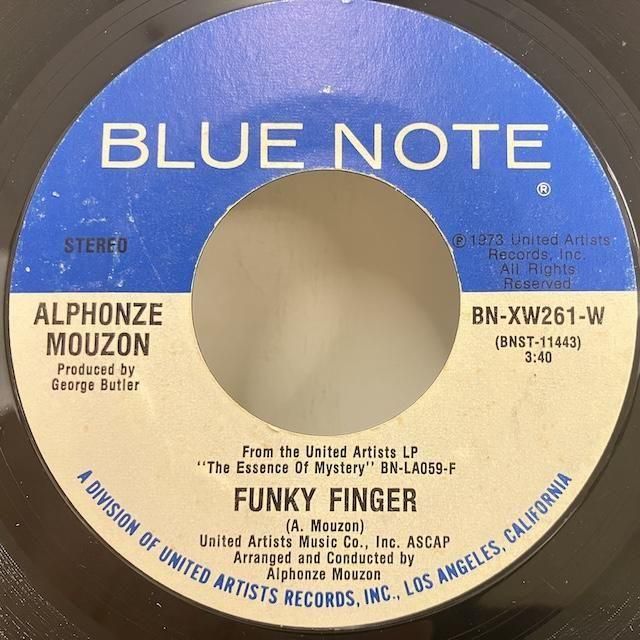 BLUE NOTE
®
STEREO
℗ 1973 United Artists
Records, Inc.
All Rights
Reserved
ALPHONZE
MOUZON
Produced by
George Butler
BN-XW261-W
(BNST-11443)
3:40
From the United Artists LP
"The Essence Of Mystery" BN-LA059-F
FUNKY FINGER
(A. Mouzon)
United Artists Music Co., Inc. ASCAP
Arranged and Conducted by
Alphonze Mouzon
A DIVISION OF UNITED ARTISTS RECORDS, INC., LOS ANGELES, CALIFORNIA